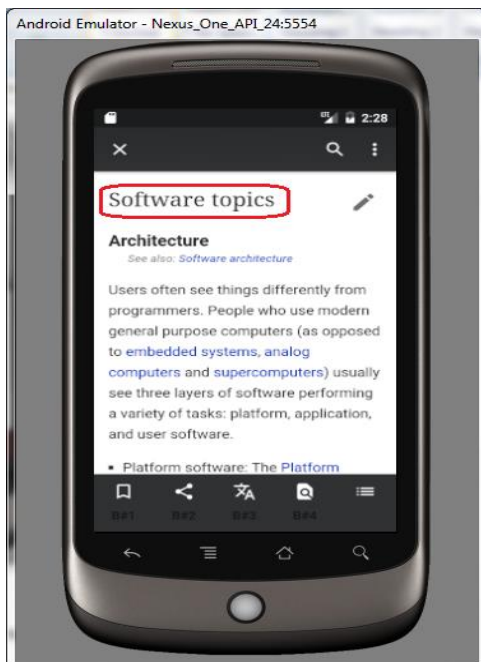 Android Emulator - Nexus_One_API_24:5554
LTE 2:28
Software topics
Architecture
See also: Software architecture
Users often see things differently from
programmers. People who use modern
general purpose computers (as opposed
to embedded systems, analog
computers and supercomputers) usually
see three layers of software performing
a variety of tasks: platform, application,
and user software.
▪ Platform software: The Platform
B#1 B#2 B#3 B#4